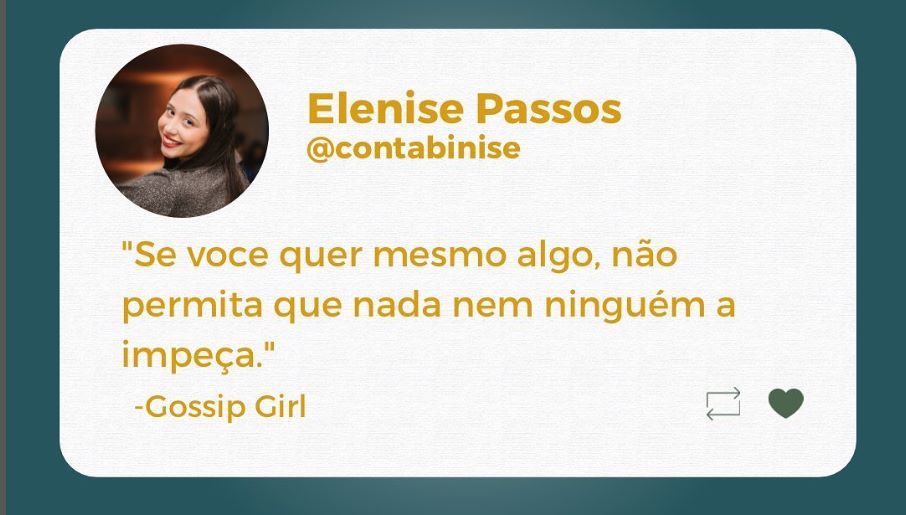 Elenise Passos
@contabinise
"Se voce quer mesmo algo, não
permita que nada nem ninguém a
impeça."
-Gossip Girl